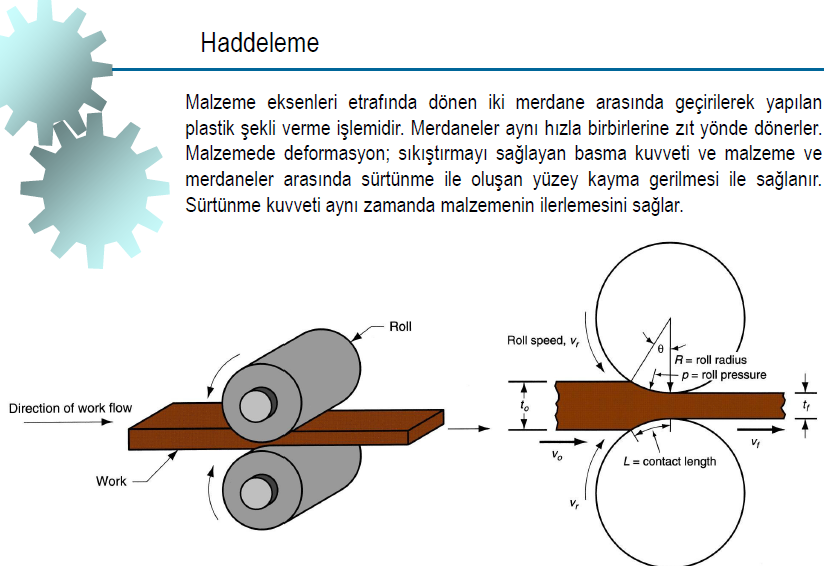 Haddeleme
Malzeme eksenleri etrafında dönen iki merdane arasında geçirilerek yapılan
plastik şekli verme işlemidir. Merdaneler aynı hızla birbirlerine zıt yönde dönerler.
Malzemede deformasyon; sıkıştırmayı sağlayan basma kuvveti ve malzeme ve
merdaneler arasında sürtünme ile oluşan yüzey kayma gerilmesi ile sağlanır.
Sürtünme kuvveti aynı zamanda malzemenin ilerlemesini sağlar.
Roll
Direction of work flow
Work
Roll speed, vr
θ
R = roll radius
p = roll pressure
to
tf
vo
vf
L = contact length
vr